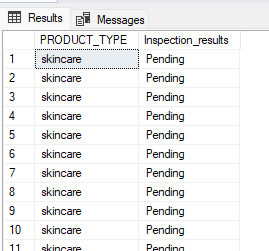 Results Messages
PRODUCT_TYPE Inspection_results
1 skincare Pending
2 skincare Pending
3 skincare Pending
4 skincare Pending
5 skincare Pending
6 skincare Pending
7 skincare Pending
8 skincare Pending
9 skincare Pending
10 skincare Pending
11 skincare Pending